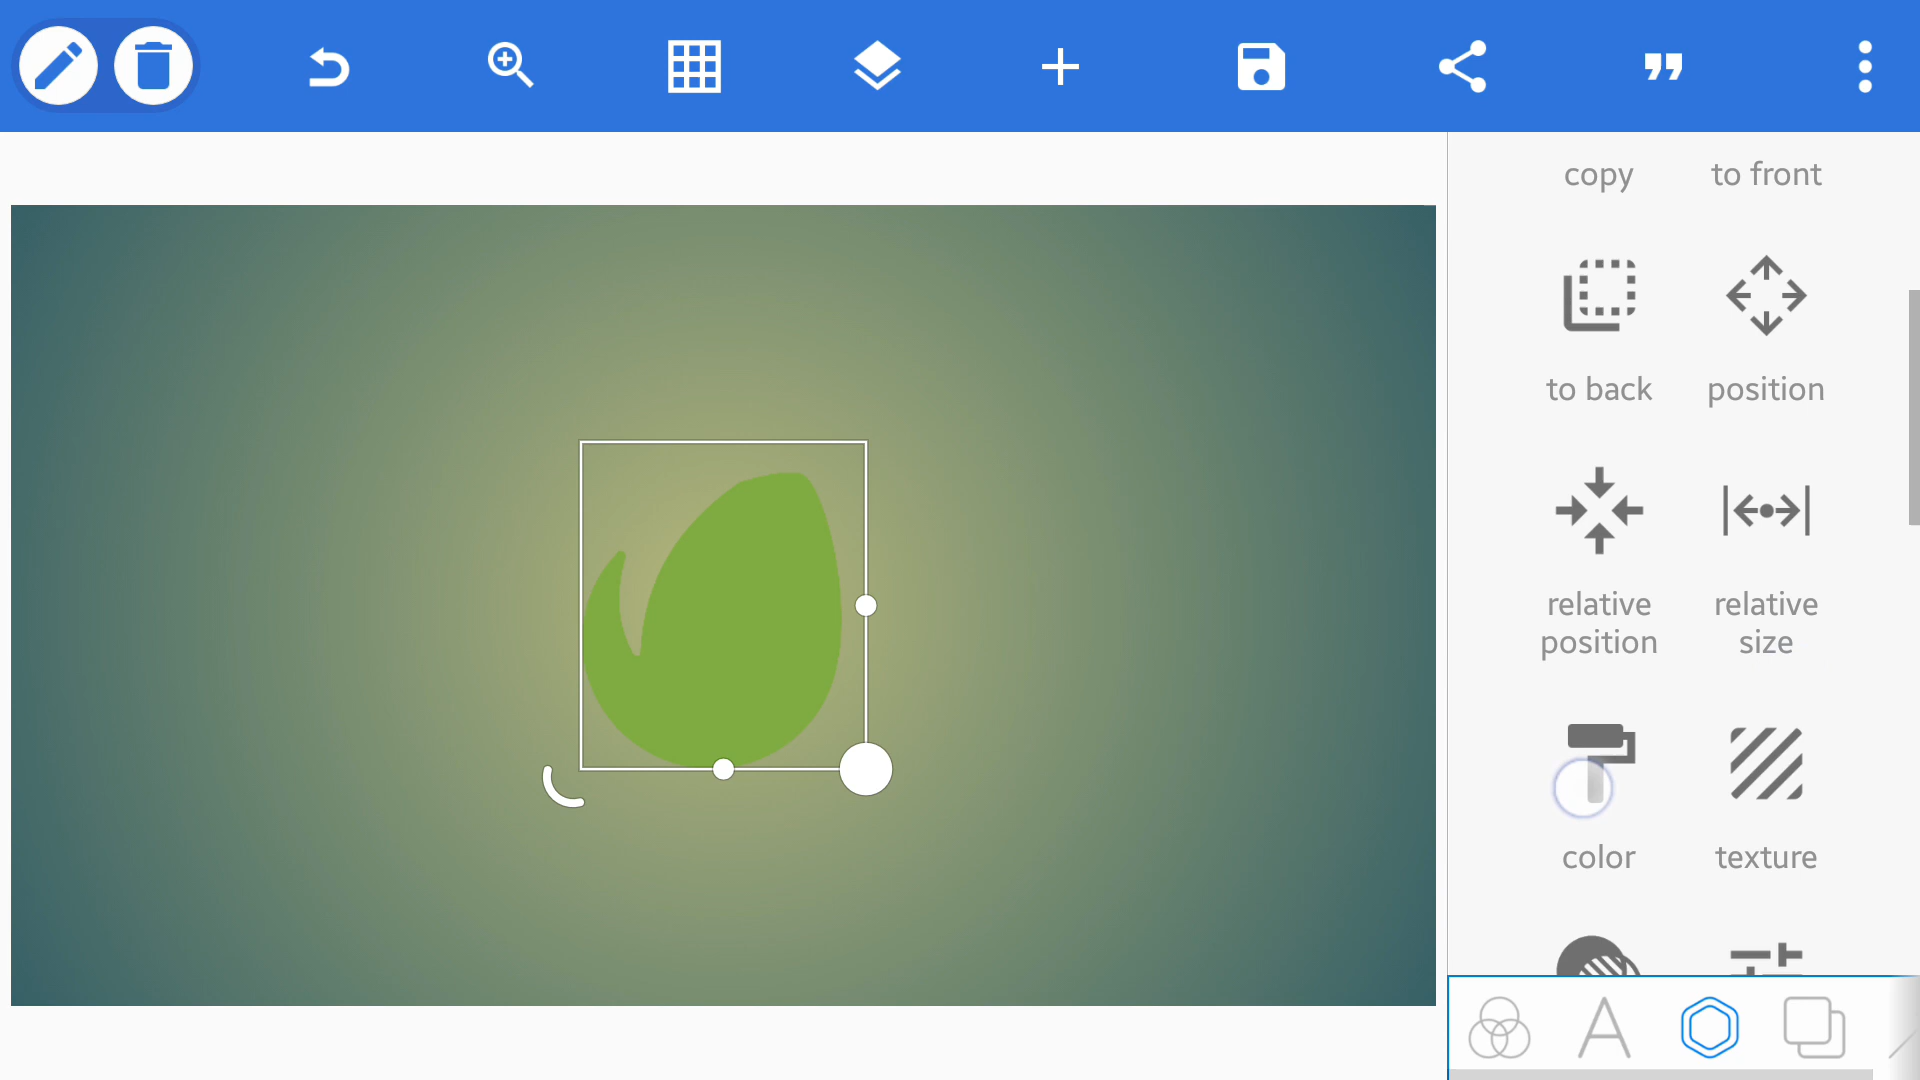 copy
to front
to back
position
relative
position
relative
size
color
texture